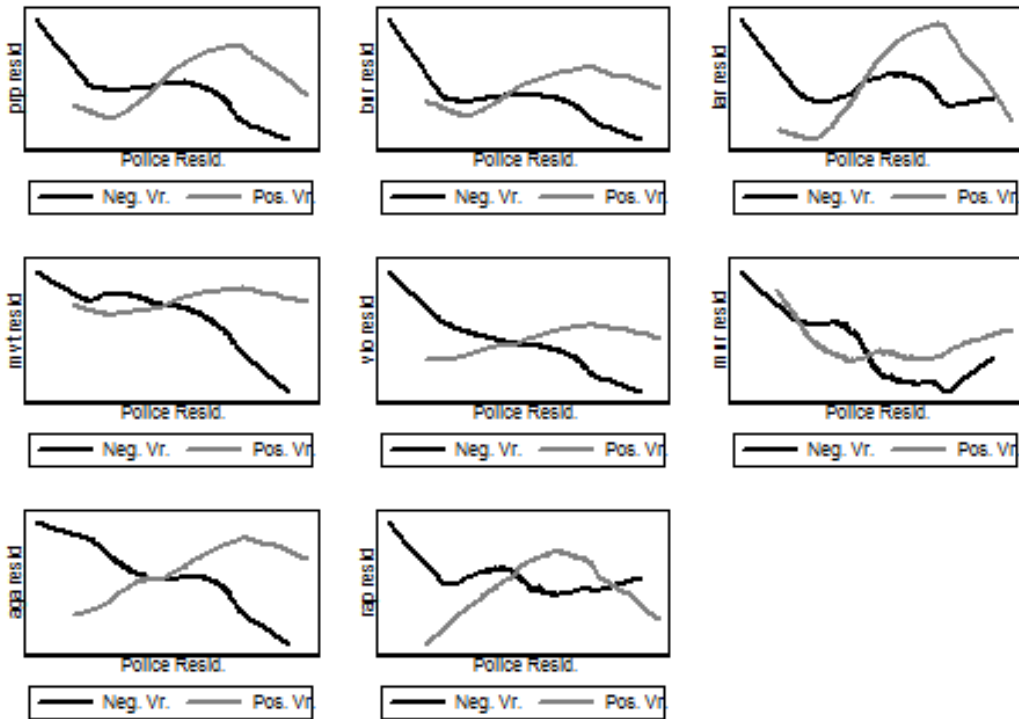 prp resid
Police Resid.
Neg. Vr. Pos. Vr.
bur resid
Police Resid.
Neg. Vr. Pos. Vr.
lar resid
Police Resid.
Neg. Vr. Pos. Vr.
mvt resid
Police Resid.
Neg. Vr. Pos. Vr.
vio resid
Police Resid.
Neg. Vr. Pos. Vr.
mur resid
Police Resid.
Neg. Vr. Pos. Vr.
aga resid
Police Resid.
Neg. Vr. Pos. Vr.
rap resid
Police Resid.
Neg. Vr. Pos. Vr.